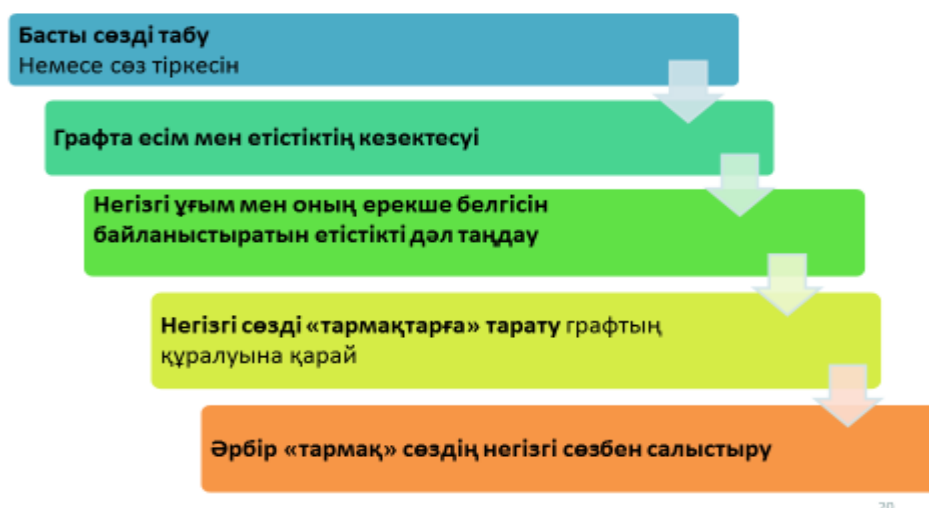 Басты сөзді табу
Немесе сөз тіркесін
Графта есім мен етістіктің кезектесуі
Негізгі ұғым мен оның ерекше белгісін
байланыстыратын етістікті дәл таңдау
Негізгі сөзді «тармақтарға» тарату графтың
құралуына қарай
Әрбір «тармақ» сөздің негізгі сөзбен салыстыру
20